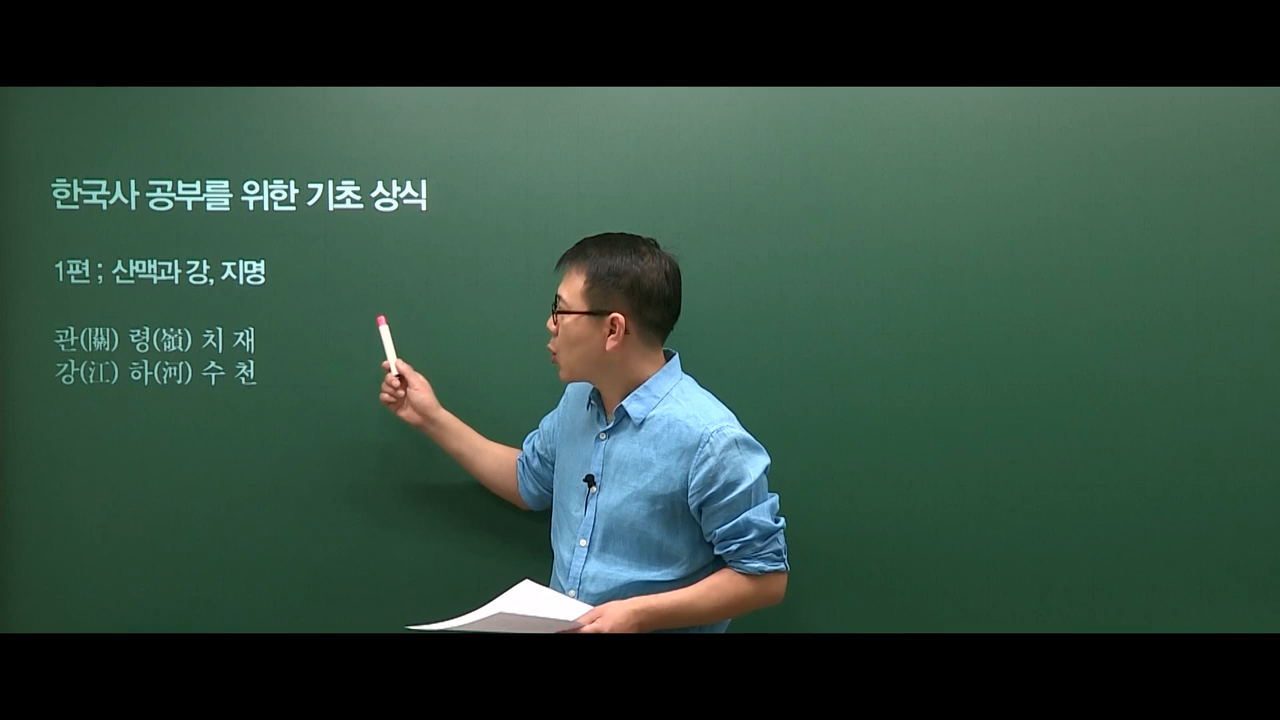 한국사 공부를 위한 기초 상식
1편 ; 산맥과 강, 지명
관(關) 령(嶺) 치 재
강(江) 하(河) 수 천